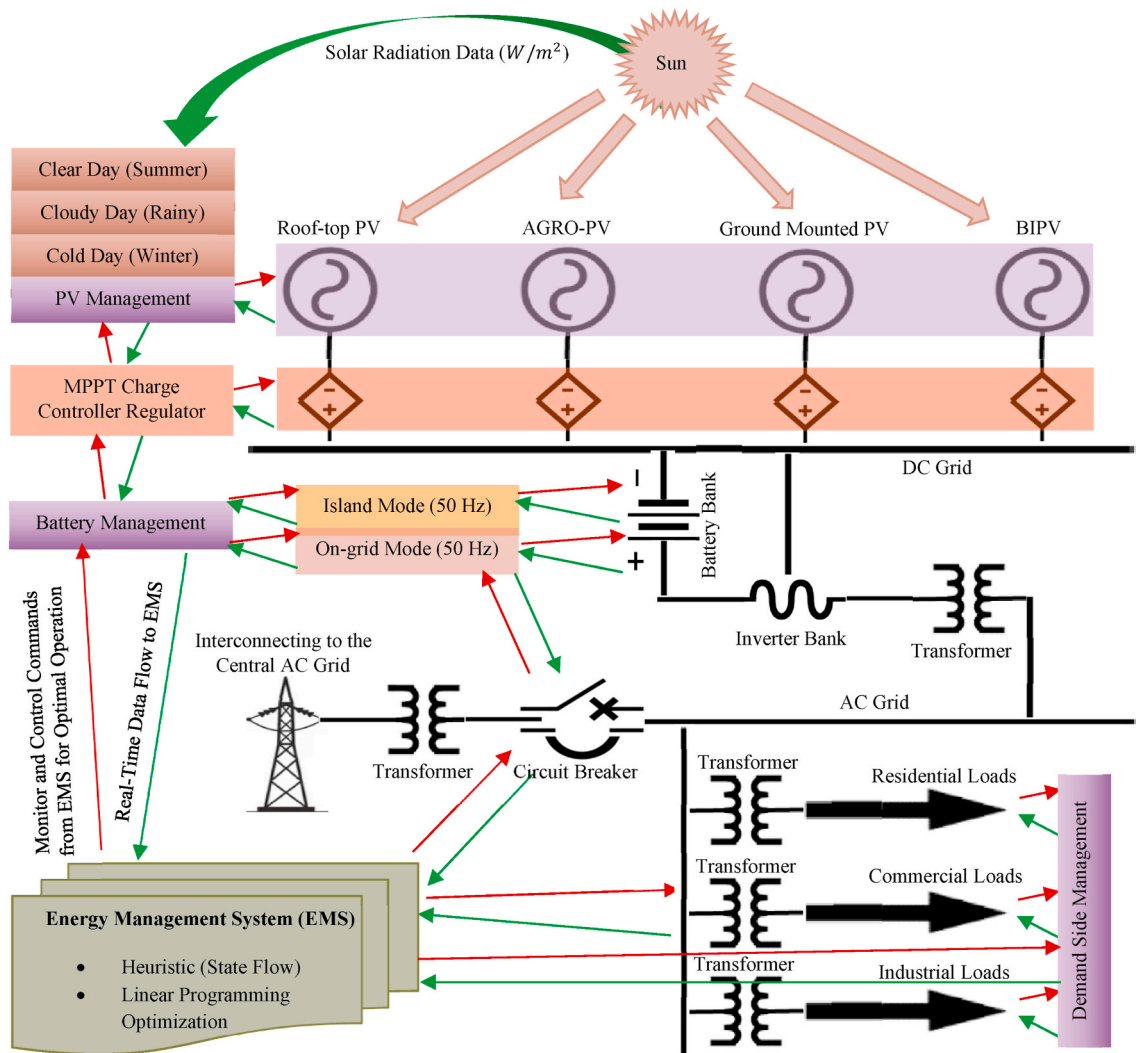 Solar Radiation Data (W/m²)
Sun
Clear Day (Summer)
Cloudy Day (Rainy)
Cold Day (Winter)
PV Management
Roof-top PV
AGRO-PV
Ground Mounted PV
BIPV
MPPT Charge
Controller Regulator
- +
- +
- +
- +
DC Grid
Battery Management
Island Mode (50 Hz)
On-grid Mode (50 Hz)
-
+
Battery Bank
Inverter Bank
Transformer
Interconnecting to the
Central AC Grid
Transformer
Circuit Breaker
AC Grid
Monitor and Control Commands
from EMS for Optimal Operation
Real-Time Data Flow to EMS
Transformer
Residential Loads
Transformer
Commercial Loads
Transformer
Industrial Loads
Demand Side Management
Energy Management System (EMS)
• Heuristic (State Flow)
• Linear Programming
Optimization